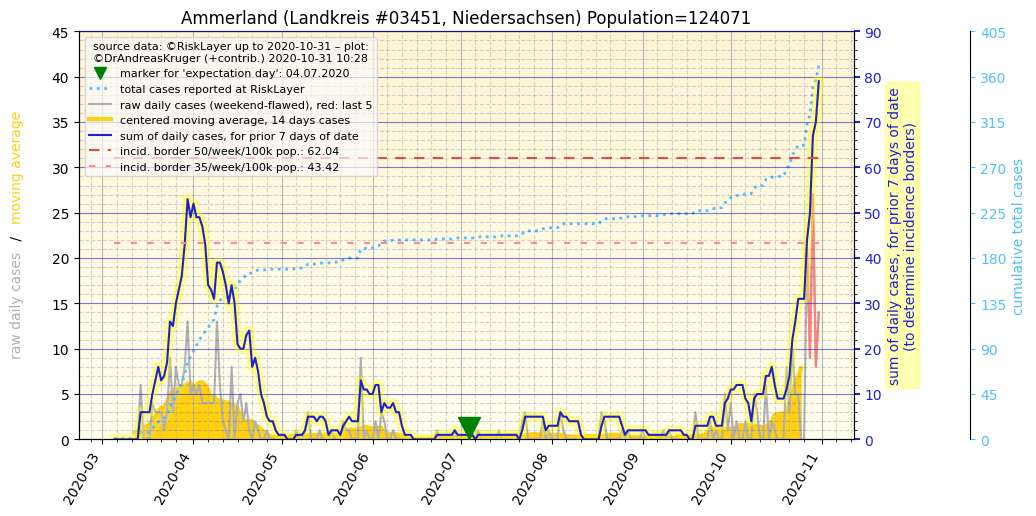 Ammerland (Landkreis #03451, Niedersachsen) Population=124071
source data: ©RiskLayer up to 2020-10-31 – plot:
©DrAndreasKruger (+contrib.) 2020-10-31 10:28
marker for 'expectation day': 04.07.2020
total cases reported at RiskLayer
raw daily cases (weekend-flawed), red: last 5
centered moving average, 14 days cases
sum of daily cases, for prior 7 days of date
incid. border 50/week/100k pop.: 62.04
incid. border 35/week/100k pop.: 43.42
raw daily cases / moving average
45
40
35
30
25
20
15
10
5
0
2020-03
2020-04
2020-05
2020-06
2020-07
2020-08
2020-09
2020-10
2020-11
90
80
70
60
50
40
30
20
10
0
sum of daily cases, for prior 7 days of date
(to determine incidence borders)
405
360
315
270
225
180
135
90
45
0
cumulative total cases